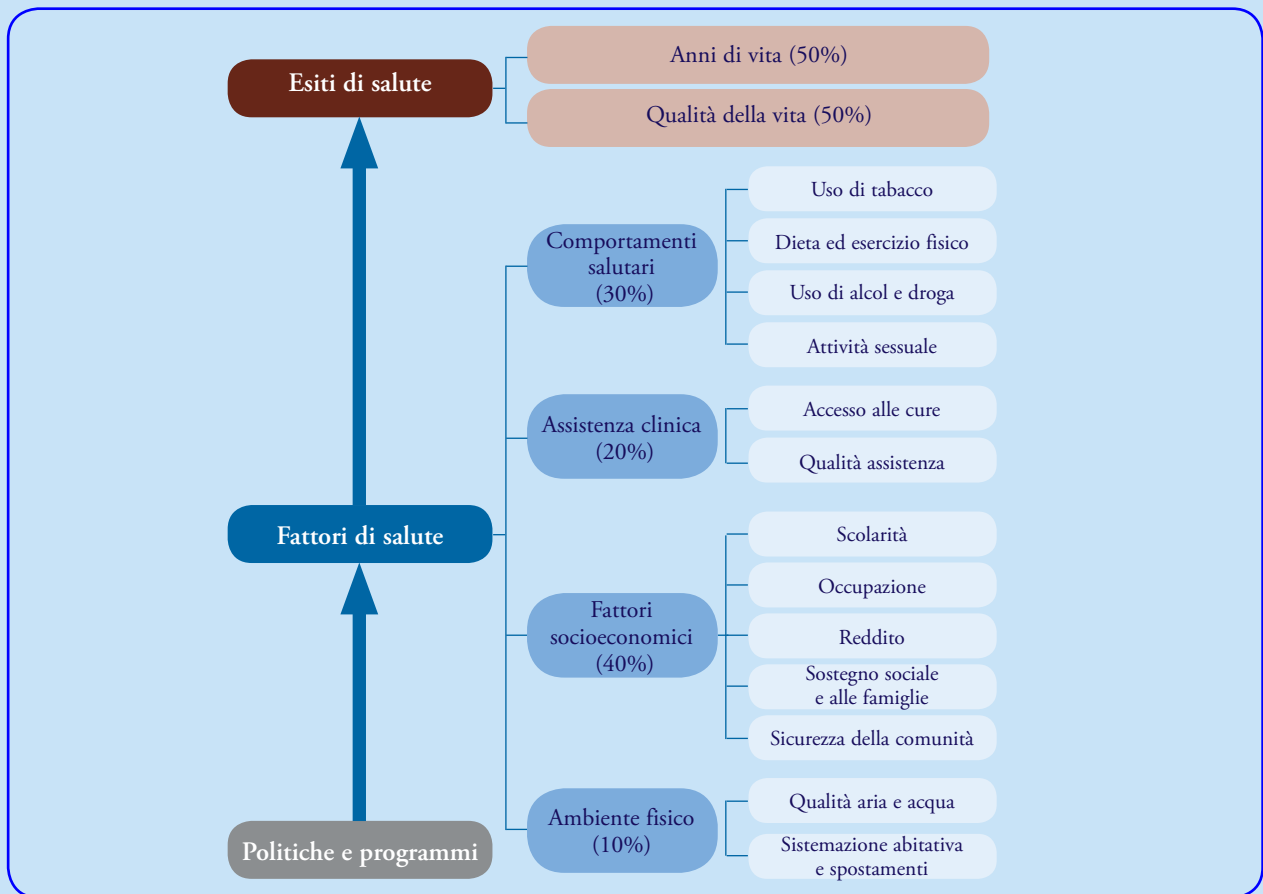 Esiti di salute
Anni di vita (50%)
Qualità della vita (50%)
Fattori di salute
Comportamenti
salutari
(30%)
Uso di tabacco
Dieta ed esercizio fisico
Uso di alcol e droga
Attività sessuale
Assistenza clinica
(20%)
Accesso alle cure
Qualità assistenza
Fattori
socioeconomici
(40%)
Scolarità
Occupazione
Reddito
Sostegno sociale
e alle famiglie
Sicurezza della comunità
Ambiente fisico
(10%)
Qualità aria e acqua
Sistemazione abitativa
e spostamenti
Politiche e programmi